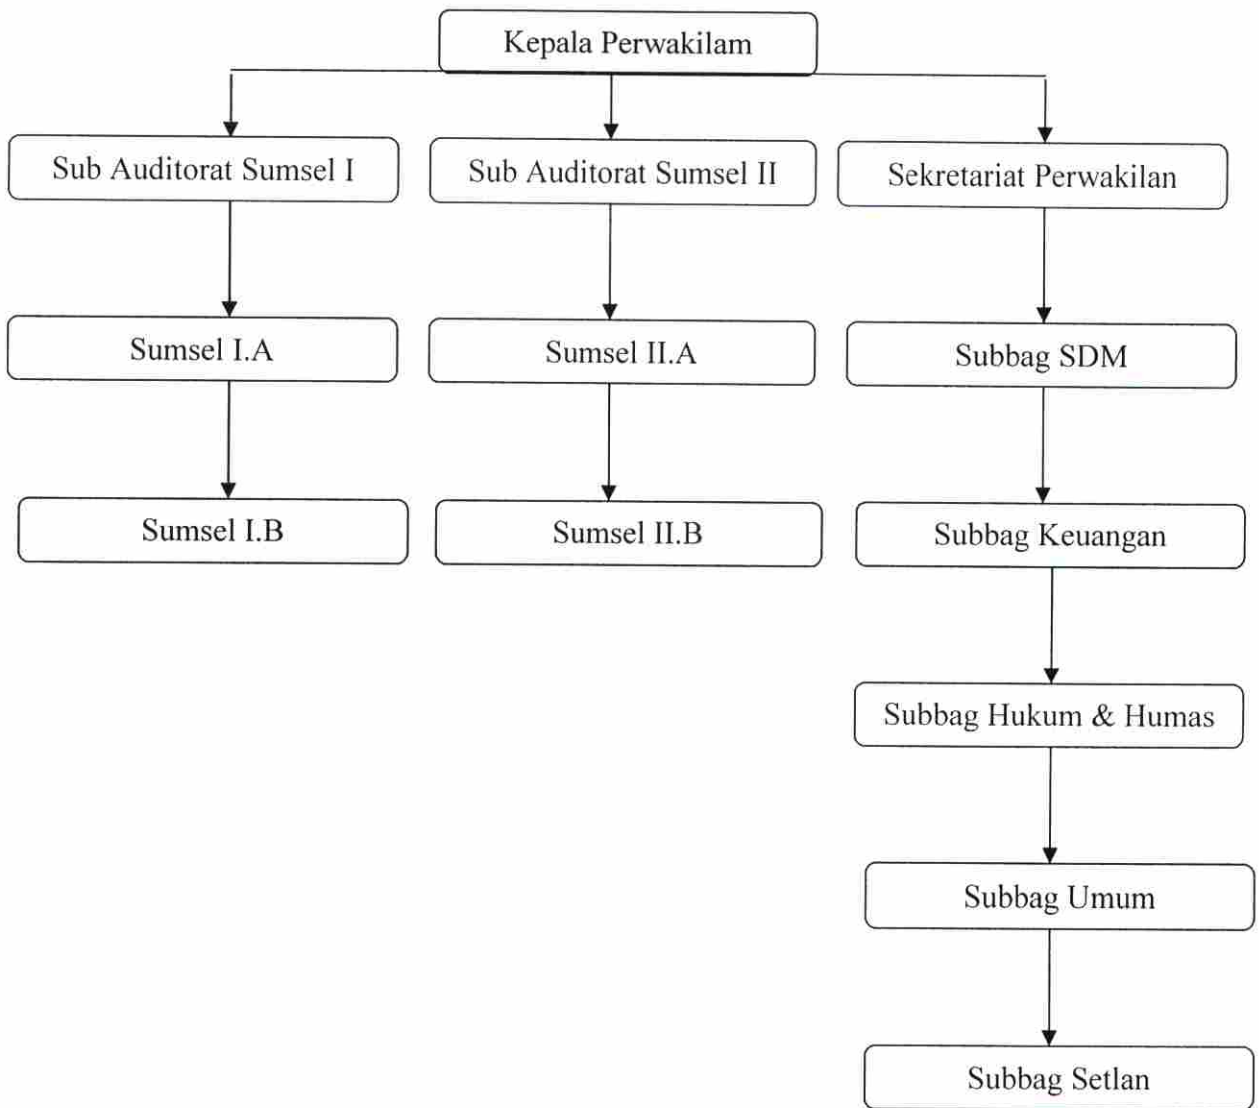 Kepala Perwakilam
Sub Auditorat Sumsel I
Sub Auditorat Sumsel II
Sekretariat Perwakilan
Sumsel I.A
Sumsel II.A
Subbag SDM
Sumsel I.B
Sumsel II.B
Subbag Keuangan
Subbag Hukum & Humas
Subbag Umum
Subbag Setlan